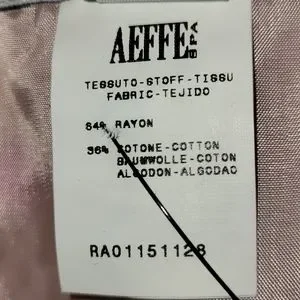 AEFFE SPA
TESSUTO-STOFF-TISSU
FABRIC-TEJIDO
64% RAYON
36% COTONE-COTTON
BAUMWOLLE-COTON
ALGODON-ALGODAO
RA01151128